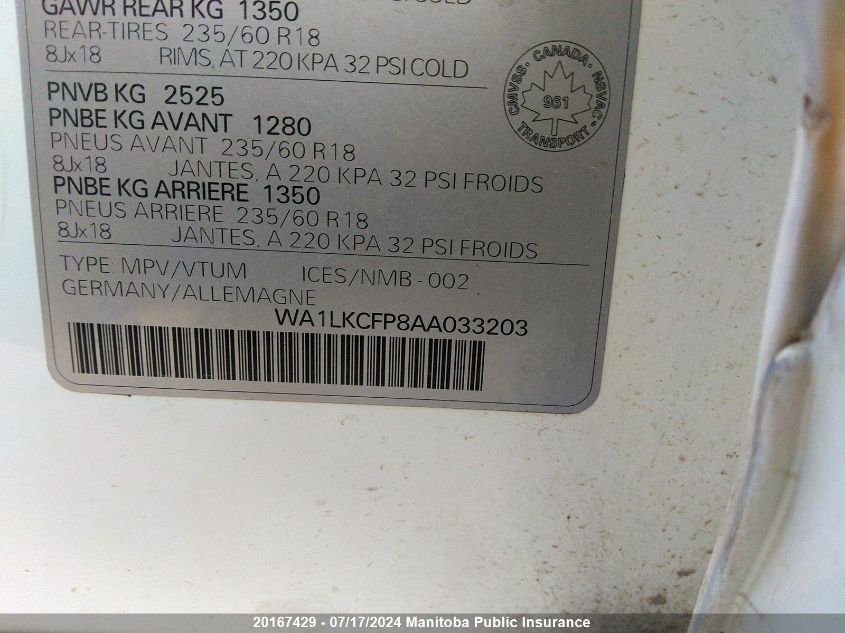 COLD
GAWR REAR KG 1350
REAR-TIRES 235/60 R18
8Jx18 RIMS, AT 220 KPA 32 PSI COLD
PNVB KG 2525
PNBE KG AVANT 1280
PNEUS AVANT 235/60 R18
8Jx18 JANTES, A 220 KPA 32 PSI FROIDS
PNBE KG ARRIERE 1350
PNEUS ARRIERE 235/60 R18
8Jx18 JANTES, A 220 KPA 32 PSI FROIDS
TYPE: MPV/VTUM ICES/NMB-002
GERMANY/ALLEMAGNE
WA1LKCFP8AA033203
CMVSS · CANADA · NSVAC · TRANSPORT ·
961
20167429 - 07/17/2024 Manitoba Public Insurance